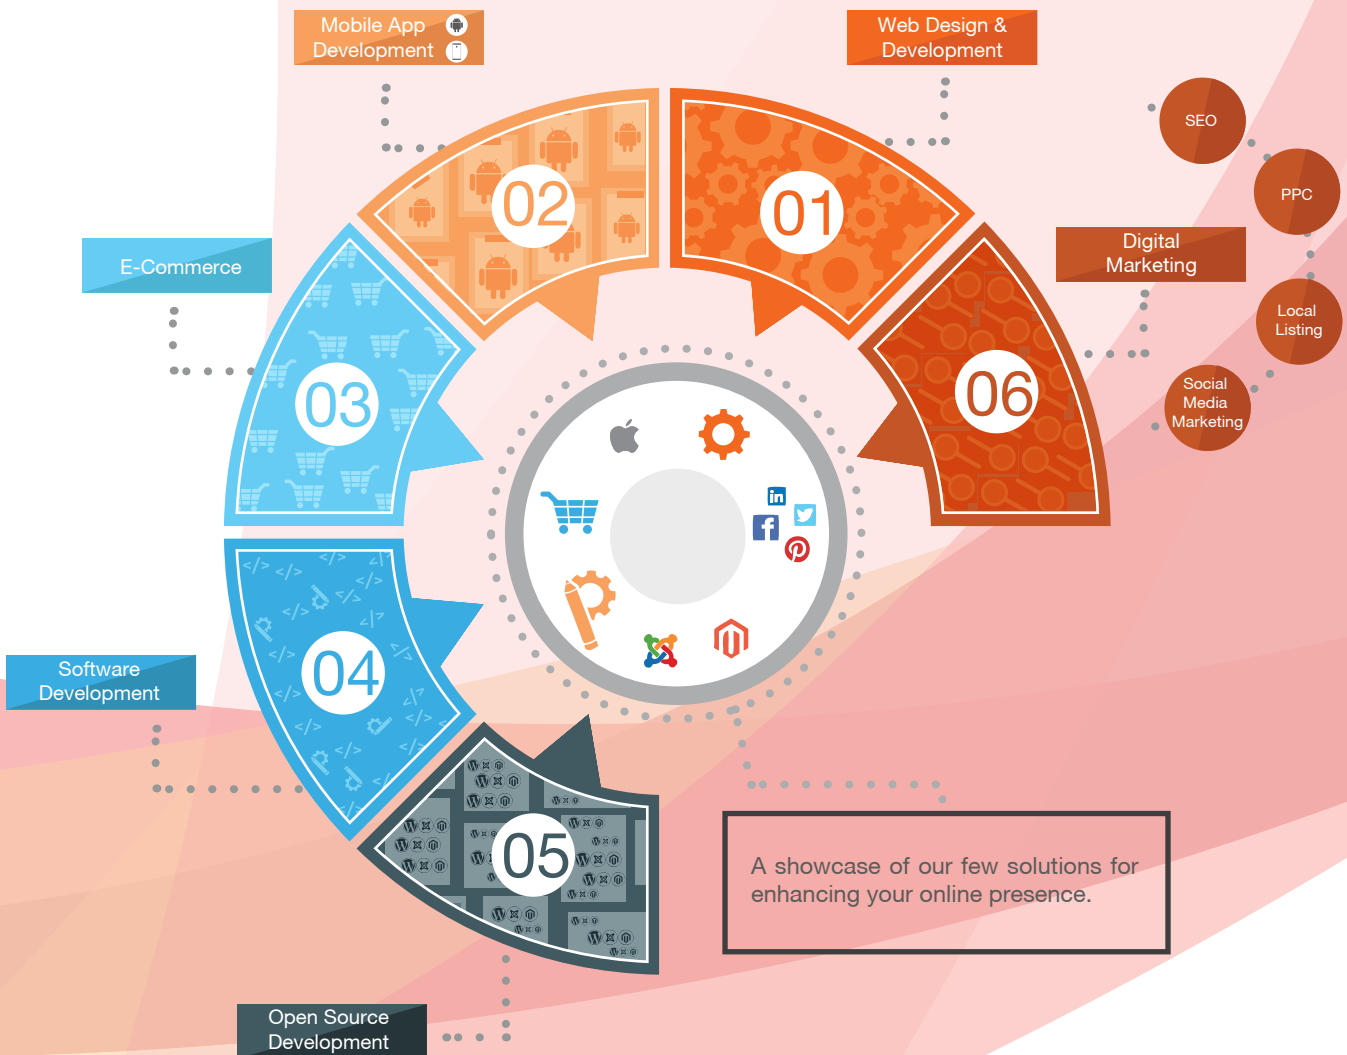 Mobile App
Development
Web Design &
Development
SEO
PPC
Local
Listing
Social
Media
Marketing
Digital
Marketing
E-Commerce
Software
Development
Open Source
Development
01
02
03
04
05
06
in
A showcase of our few solutions for
enhancing your online presence.